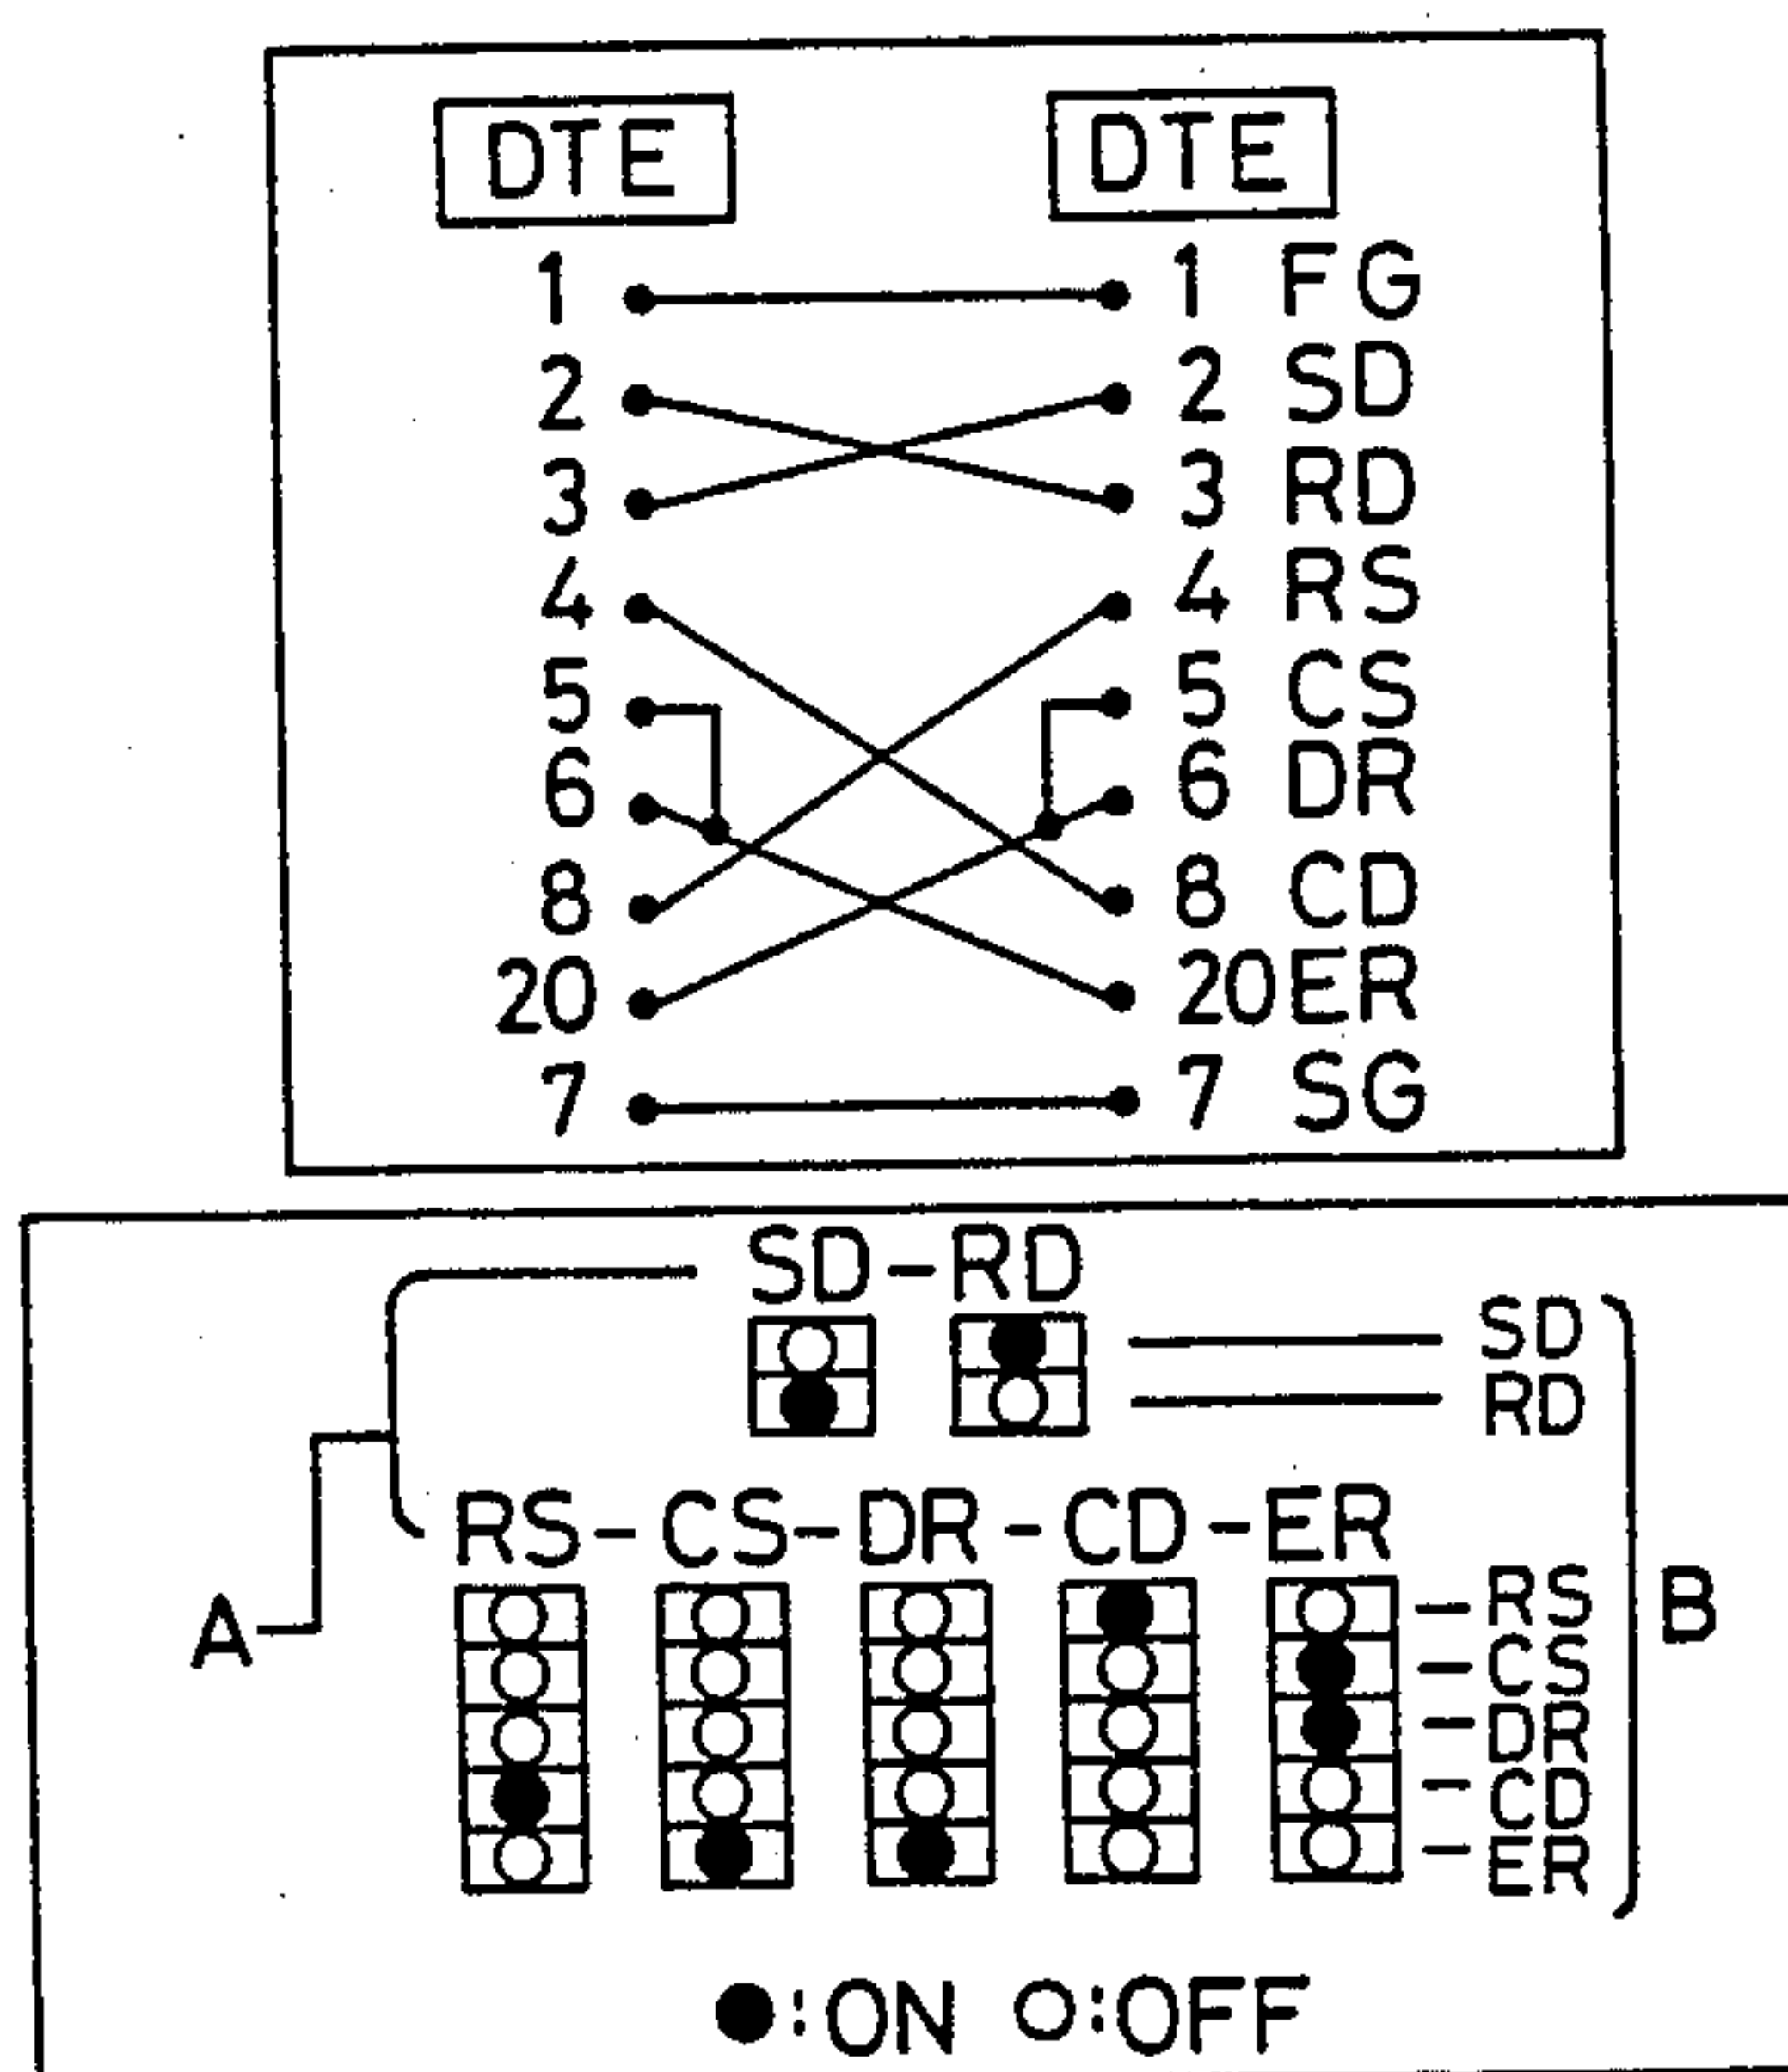 DTE DTE
1 1 FG
2 2 SD
3 3 RD
4 4 RS
5 5 CS
6 6 DR
8 8 CD
20 20 ER
7 7 SG
SD-RD
SD
RD
RS-CS-DR-CD-ER
A
B
-RS
-CS
-DR
-CD
-ER
●:ON ○:OFF